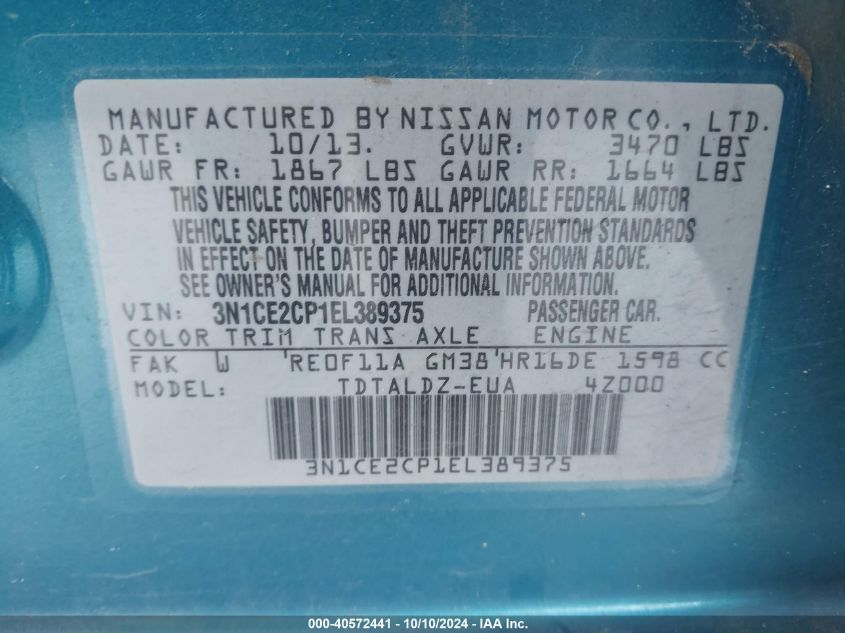 MANUFACTURED BY NISSAN MOTOR CO., LTD.
DATE: 10/13. GVWR: 3470 LBS
GAWR FR: 1867 LBS GAWR RR: 1664 LBS
THIS VEHICLE CONFORMS TO ALL APPLICABLE FEDERAL MOTOR
VEHICLE SAFETY, BUMPER AND THEFT PREVENTION STANDARDS
IN EFFECT ON THE DATE OF MANUFACTURE SHOWN ABOVE.
SEE OWNER'S MANUAL FOR ADDITIONAL INFORMATION.
VIN: 3N1CE2CP1EL389375 PASSENGER CAR.
COLOR TRIM TRANS AXLE ENGINE
FAK W 'RE0F11A GM38'HR16DE 1598 CC
MODEL: TDTALDZ-EUA 4Z000
3N1CE2CP1EL389375
000-40572441 - 10/10/2024 - IAA Inc.